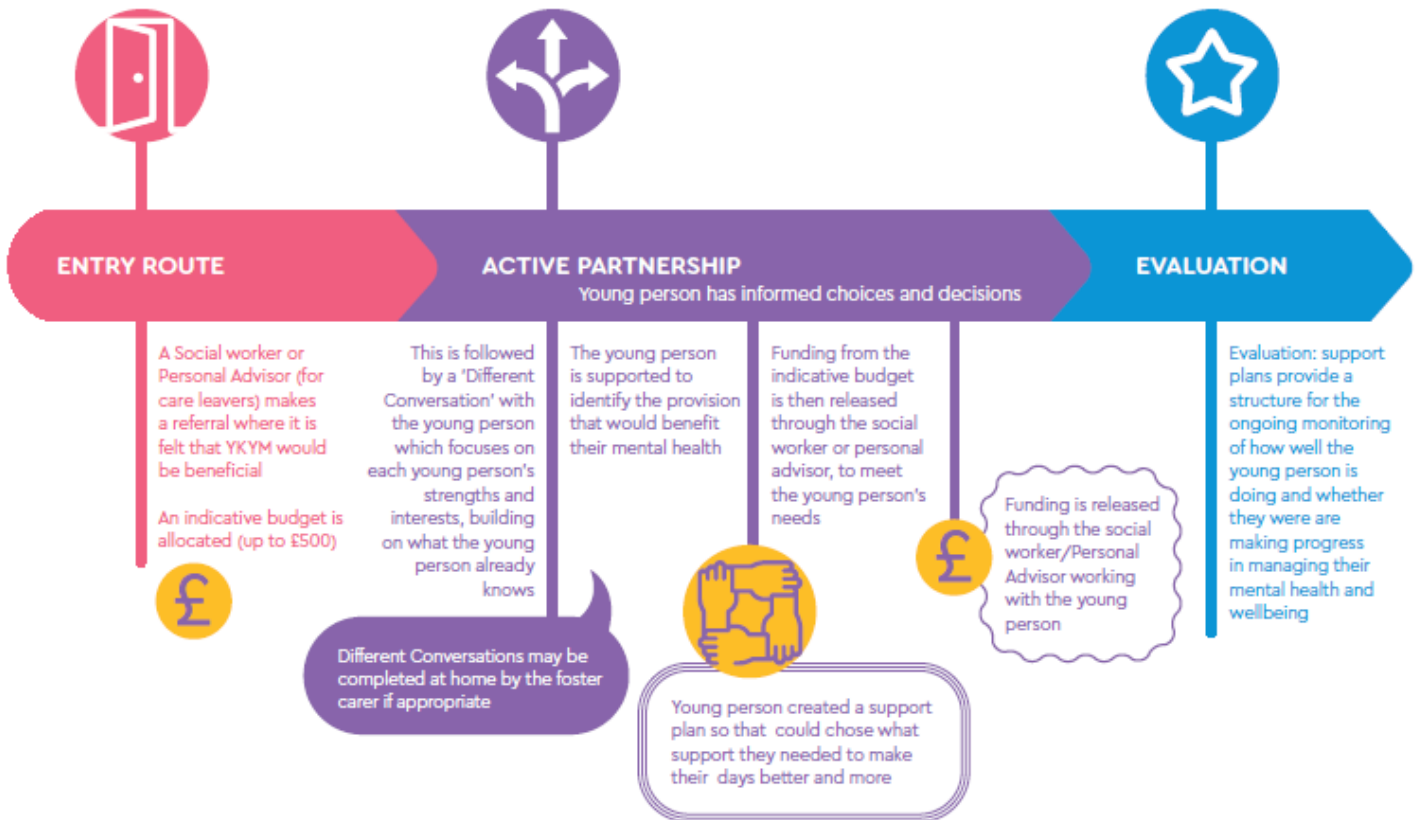 ENTRY ROUTE
A Social worker or
Personal Advisor (for
care leavers) makes
a referral where it is
felt that YKYM would
be beneficial
An indicative budget is
allocated (up to £500)
£
ACTIVE PARTNERSHIP
Young person has informed choices and decisions
This is followed
by a 'Different
Conversation' with
the young person
which focuses on
each young person's
strengths and
interests, building
on what the young
person already
knows
Different Conversations may be
completed at home by the foster
carer if appropriate
The young person
is supported to
identify the provision
that would benefit
their mental health
Young person created a support
plan so that could chose what
support they needed to make
their days better and more
Funding from the
indicative budget
is then released
through the social
worker or personal
advisor, to meet
the young person's
needs
£
Funding is released
through the social
worker/Personal
Advisor working
with the young
person
EVALUATION
Evaluation: support
plans provide a
structure for the
ongoing monitoring
of how well the
young person is
doing and whether
they were are
making progress
in managing their
mental health and
wellbeing